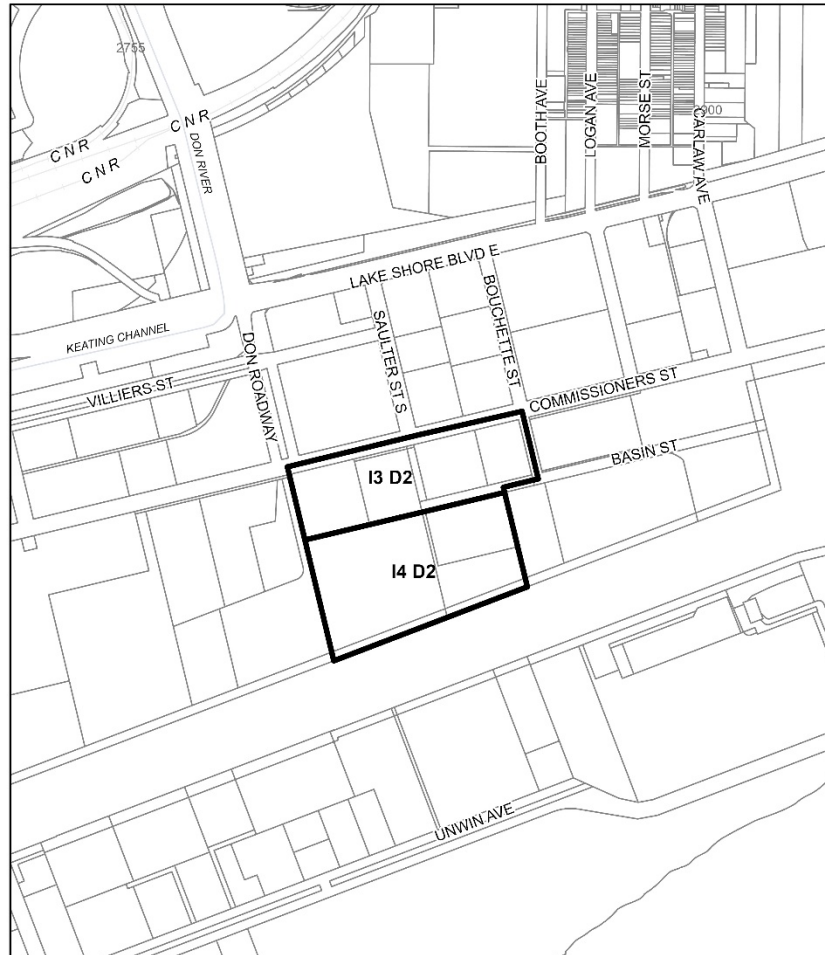 2755
CNR
CNR
CNR
DON RIVER
BOOTH AVE
LOGAN AVE
MORSE ST
CARLAW AVE
LAKE SHORE BLVD E
KEATING CHANNEL
SAULTER ST S
BOUCHETTE ST
VILLIERS ST
DON ROADWAY
COMMISSIONERS ST
BASIN ST
I3 D2
I4 D2
UNWIN AVE